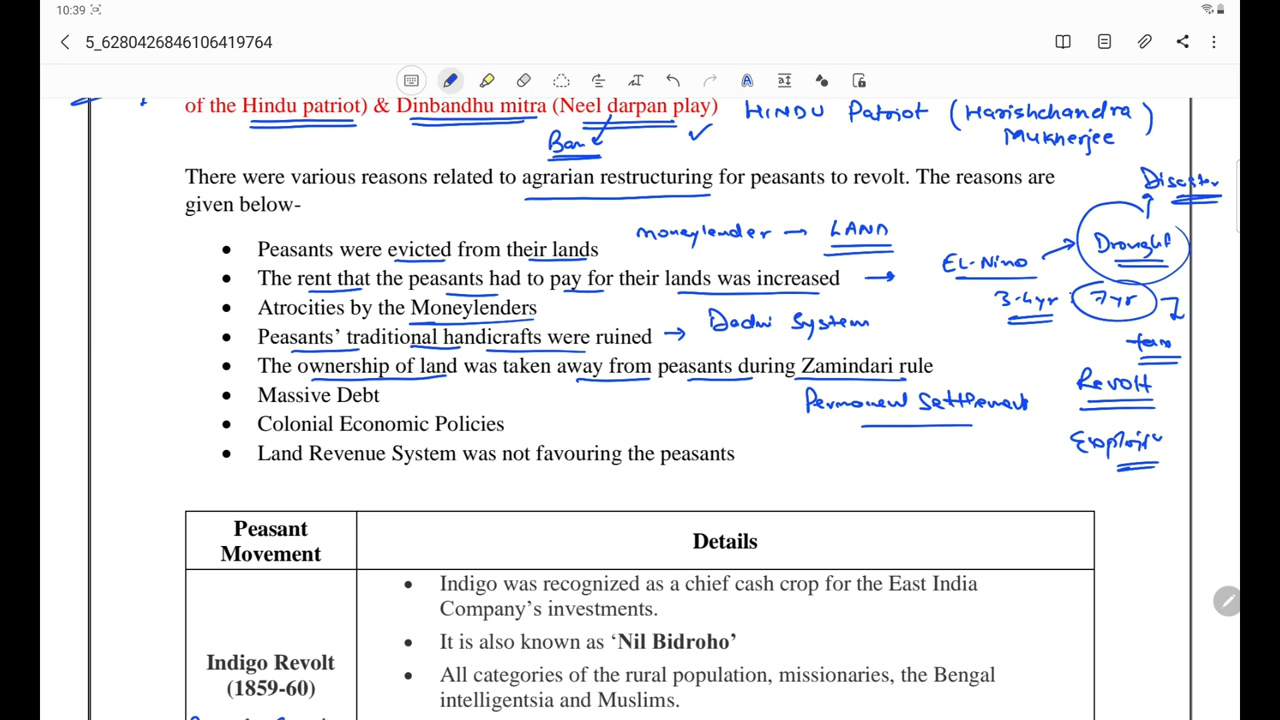 10:39
5_6280426846106419764
of the Hindu patriot) & Dinbandhu mitra (Neel darpan play) HINDU Patriot (Harishchandra
Mukherjee
Ban
There were various reasons related to agrarian restructuring for peasants to revolt. The reasons are
Disaster
given below-
moneylender → LAND
Drought
Peasants were evicted from their lands
EL-Nino
The rent that the peasants had to pay for their lands was increased
3-4yr 7yr
Atrocities by the Moneylenders
Dadni System
Peasants' traditional handicrafts were ruined
The ownership of land was taken away from peasants during Zamindari rule
Revolt
Massive Debt
Permanent Settlement
Colonial Economic Policies
Land Revenue System was not favouring the peasants
Peasant
Movement
Details
Indigo was recognized as a chief cash crop for the East India
Company's investments.
It is also known as ‘Nil Bidroho’
Indigo Revolt
(1859-60)
All categories of the rural population, missionaries, the Bengal
intelligentsia and Muslims.